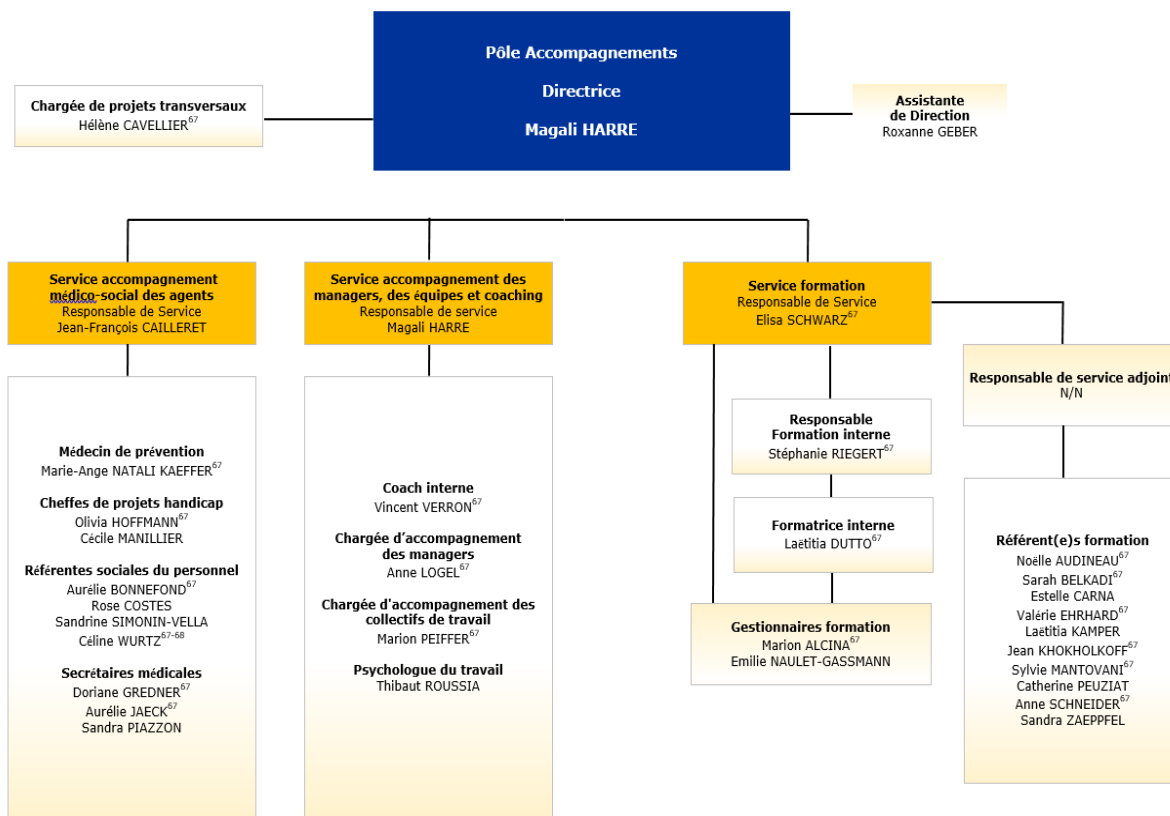 Pôle Accompagnements
Directrice
Magali HARRE
Chargée de projets transversaux
Hélène CAVELLIER⁶⁷
Assistante
de Direction
Roxanne GEBER
Service accompagnement
médico-social des agents
Responsable de Service
Jean-François CAILLERET
Médecin de prévention
Marie-Ange NATALI KAEFFER⁶⁷
Cheffes de projets handicap
Olivia HOFFMANN⁶⁷
Cécile MANILLIER
Référentes sociales du personnel
Aurélie BONNEFOND⁶⁷
Rose COSTES
Sandrine SIMONIN-VELLA
Céline WURTZ⁶⁷⁻⁶⁸
Secrétaires médicales
Doriane GREDNER⁶⁷
Aurélie JAECK⁶⁷
Sandra PIAZZON
Service accompagnement des
managers, des équipes et coaching
Responsable de service
Magali HARRE
Coach interne
Vincent VERRON⁶⁷
Chargée d’accompagnement
des managers
Anne LOGEL⁶⁷
Chargée d'accompagnement des
collectifs de travail
Marion PEIFFER⁶⁷
Psychologue du travail
Thibaut ROUSSIA
Service formation
Responsable de Service
Elisa SCHWARZ⁶⁷
Responsable
Formation interne
Stéphanie RIEGERT⁶⁷
Formatrice interne
Laëtitia DUTTO⁶⁷
Gestionnaires formation
Marion ALCINA⁶⁷
Emilie NAULET-GASSMANN
Responsable de service adjoint
N/N
Référent(e)s formation
Noëlle AUDINEAU⁶⁷
Sarah BELKADI⁶⁷
Estelle CARNA
Valérie EHRHARD⁶⁷
Laëtitia KAMPER
Jean KHOKHOLKOFF⁶⁷
Sylvie MANTOVANI⁶⁷
Catherine PEUZIAT
Anne SCHNEIDER⁶⁷
Sandra ZAEPPFEL